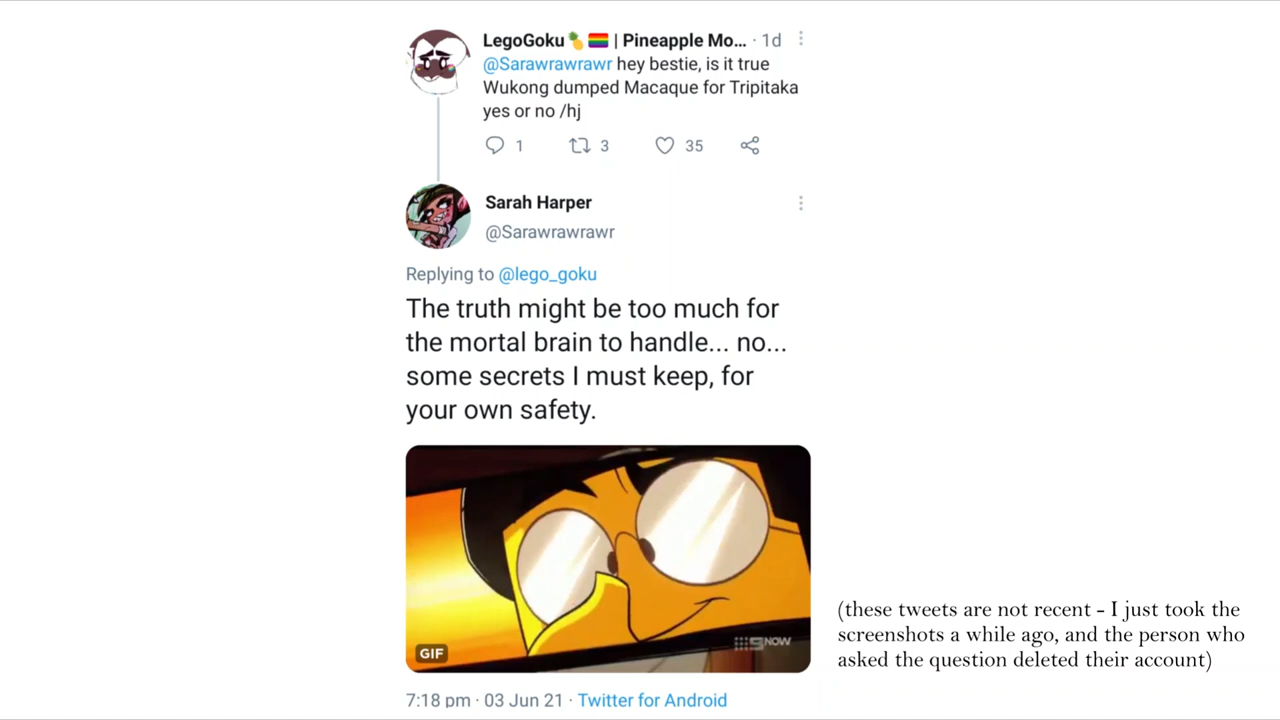 LegoGoku🍍🏳️‍🌈 | Pineapple Mo... · 1d
@Sarawrawrawr hey bestie, is it true
Wukong dumped Macaque for Tripitaka
yes or no /hj
1 3 35
Sarah Harper
@Sarawrawrawr
Replying to @lego_goku
The truth might be too much for
the mortal brain to handle... no...
some secrets I must keep, for
your own safety.
9NOW
GIF
7:18 pm · 03 Jun 21 · Twitter for Android
(these tweets are not recent - I just took the
screenshots a while ago, and the person who
asked the question deleted their account)